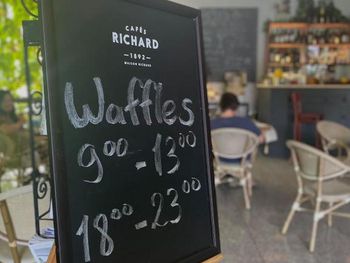 CAFÉS
RICHARD
1892
MAISON RICHARD
Waffles
9⁰⁰ - 13⁰⁰
18⁰⁰ - 23⁰⁰